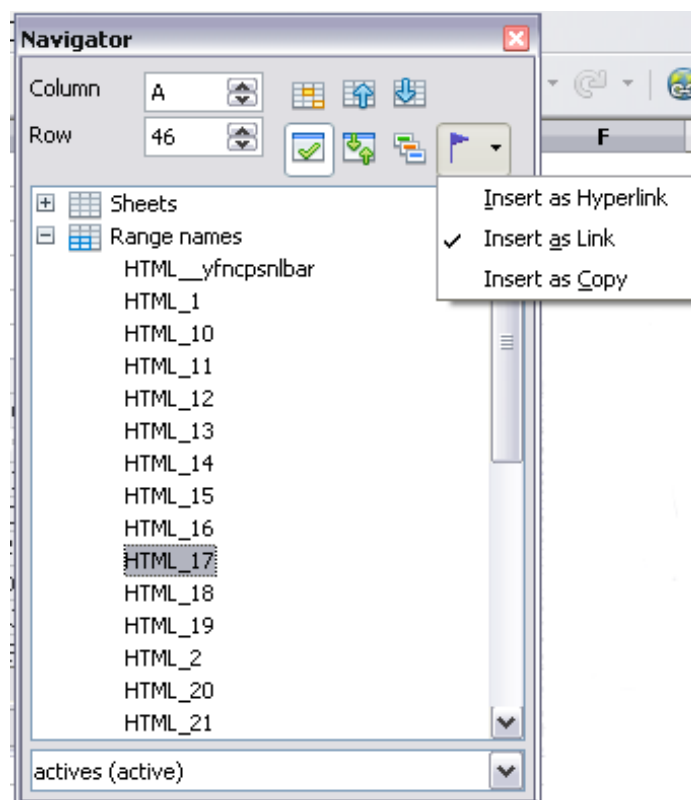 Navigator
Column A
Row 46
F
Insert as Hyperlink
Insert as Link
Insert as Copy
Sheets
Range names
HTML__yfncpsnlbar
HTML_1
HTML_10
HTML_11
HTML_12
HTML_13
HTML_14
HTML_15
HTML_16
HTML_17
HTML_18
HTML_19
HTML_2
HTML_20
HTML_21
actives (active)